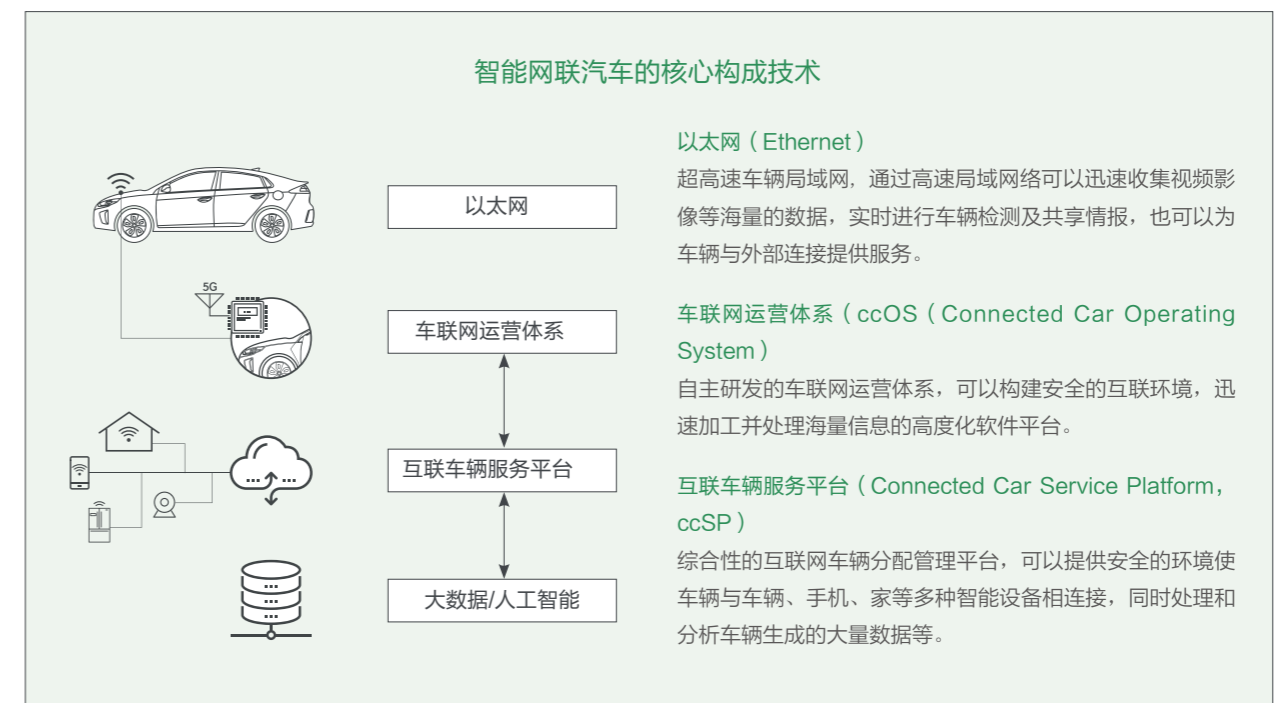 智能网联汽车的核心构成技术
以太网
5G
车联网运营体系
互联车辆服务平台
大数据/人工智能
以太网（Ethernet）
超高速车辆局域网，通过高速局域网络可以迅速收集视频影
像等海量的数据，实时进行车辆检测及共享情报，也可以为
车辆与外部连接提供服务。
车联网运营体系（ccOS（Connected Car Operating
System）
自主研发的车联网运营体系，可以构建安全的互联环境，迅
速加工并处理海量信息的高度化软件平台。
互联车辆服务平台（Connected Car Service Platform，
ccSP）
综合性的互联网车辆分配管理平台，可以提供安全的环境使
车辆与车辆、手机、家等多种智能设备相连接，同时处理和
分析车辆生成的大量数据等。